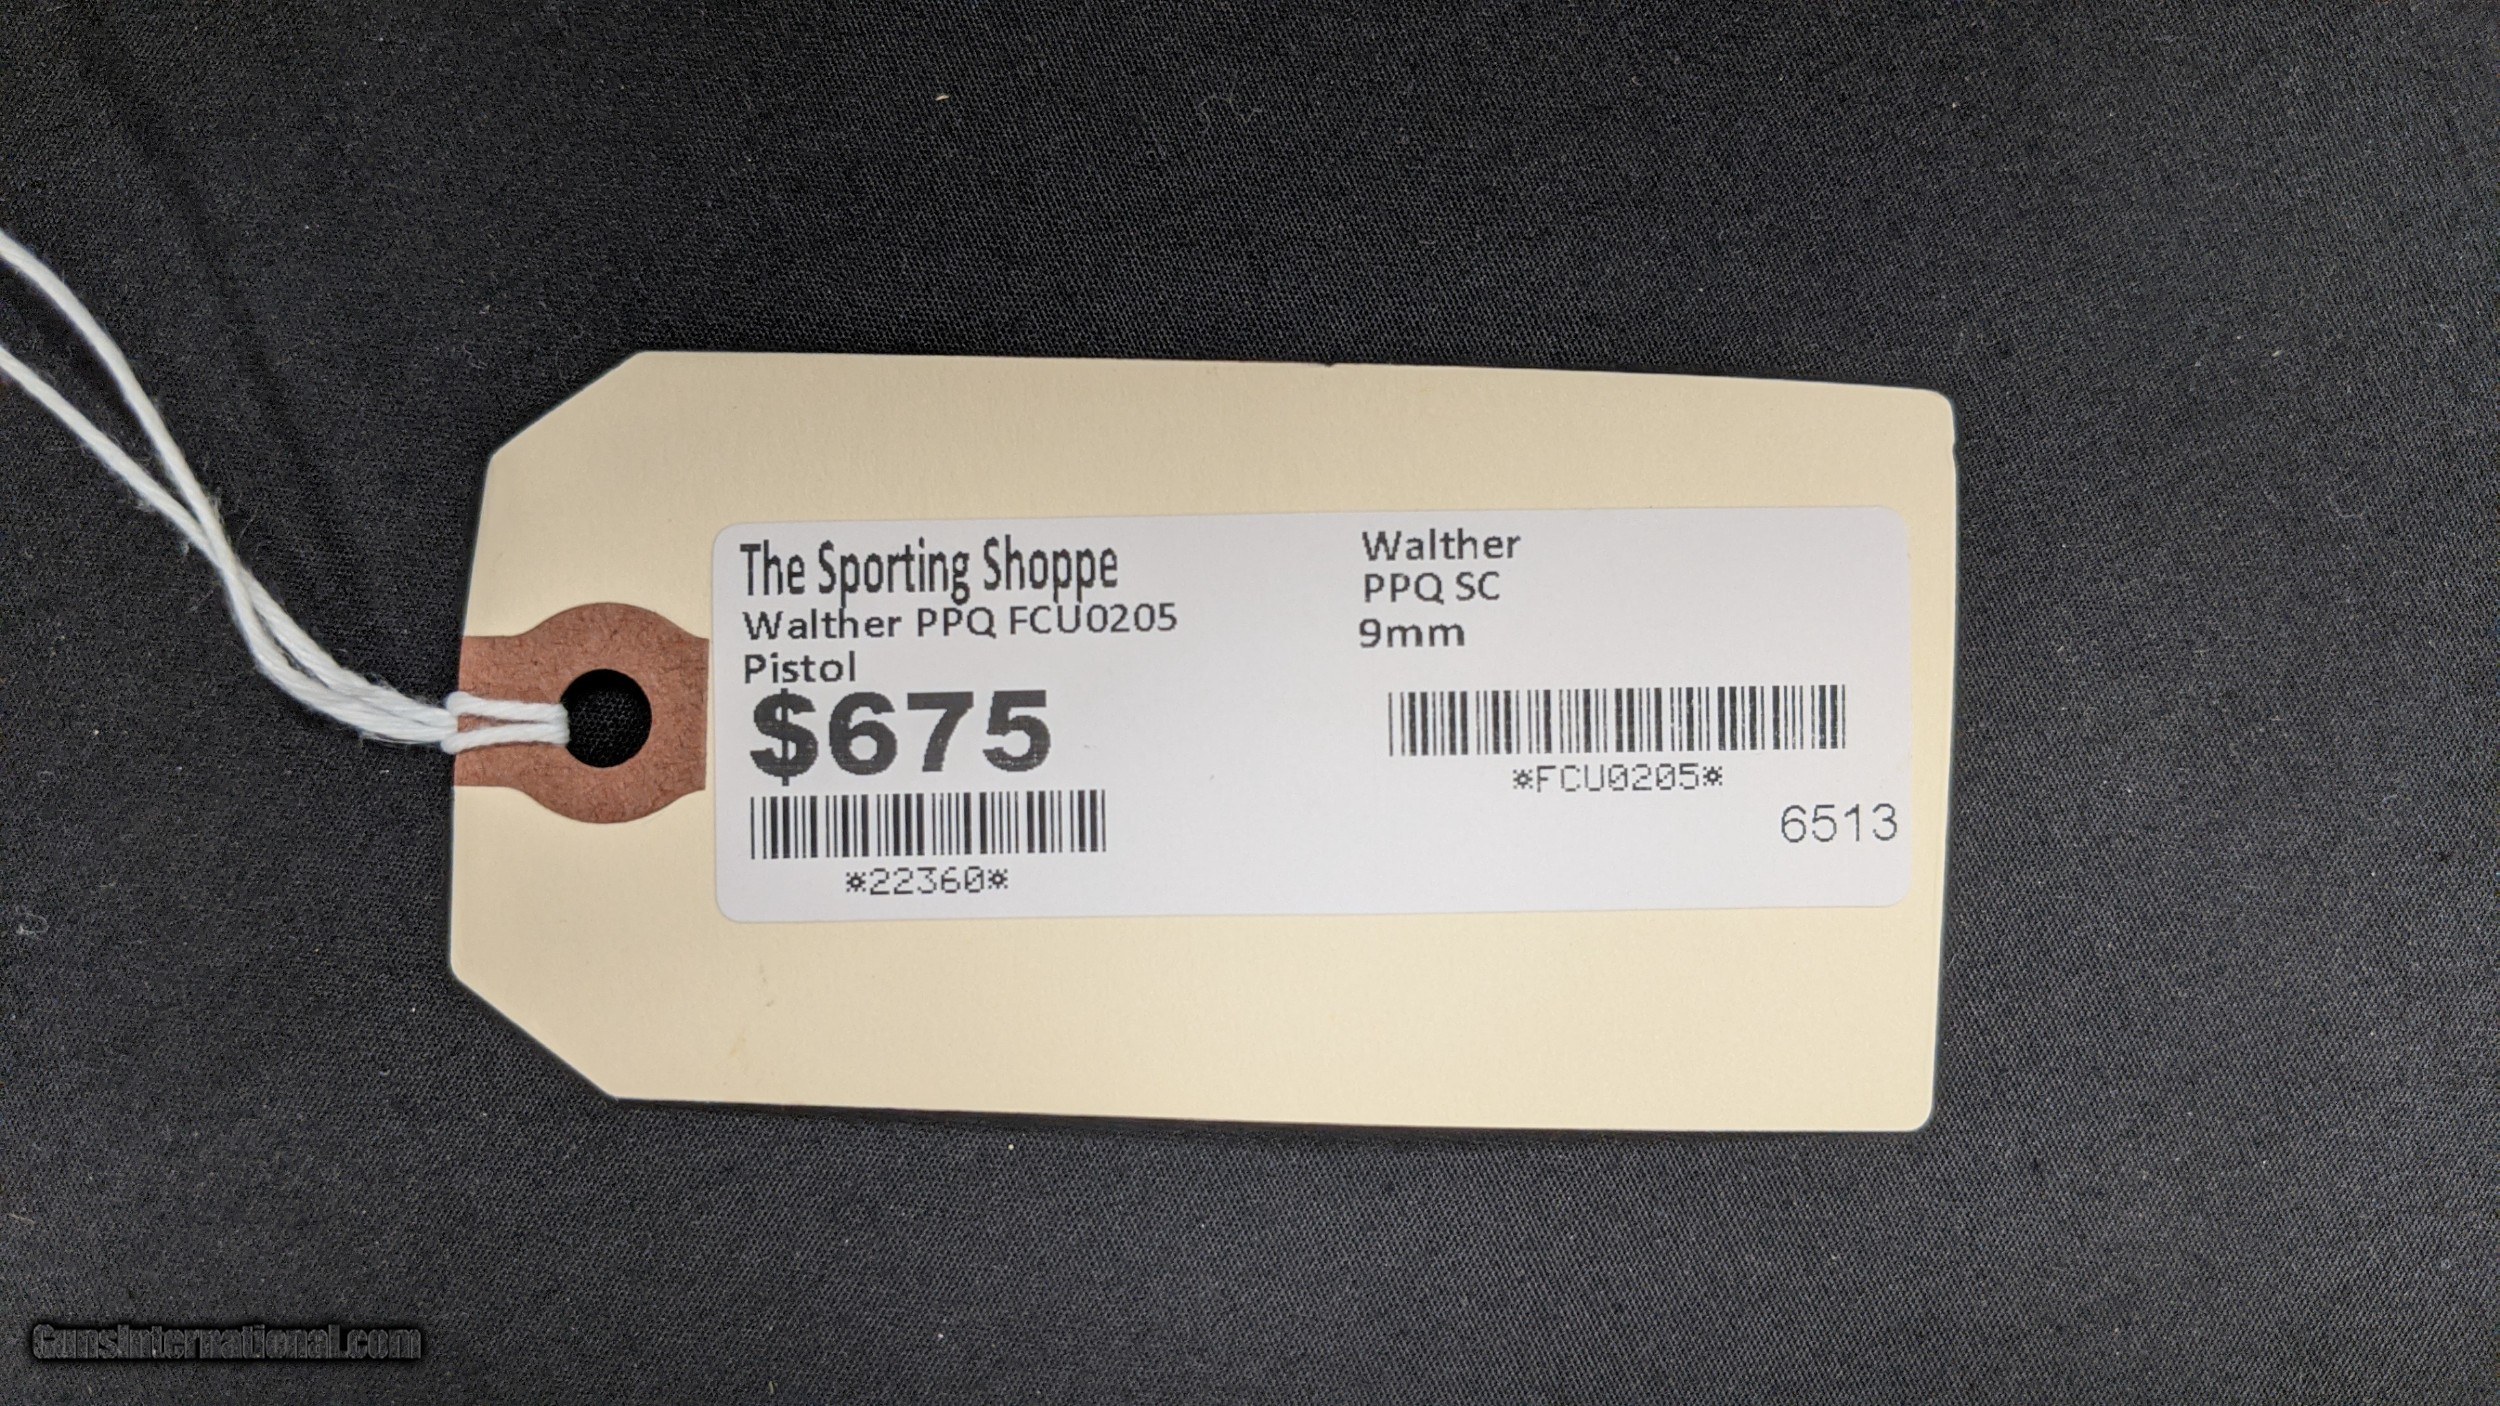 The Sporting Shoppe
Walther PPQ FCU0205
Pistol
$675
*22360*
Walther
PPQ SC
9mm
*FCU0205*
6513
GunsInternational.com